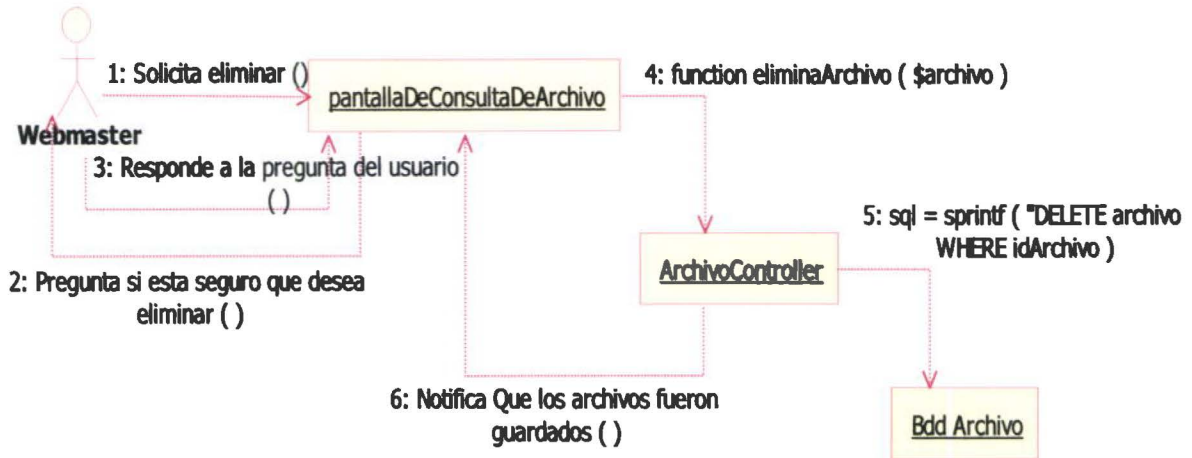 1: Solicita eliminar ()
pantallaDeConsultaDeArchivo
4: function eliminaArchivo ( $archivo )
Webmaster
3: Responde a la pregunta del usuario
( )
2: Pregunta si esta seguro que desea
eliminar ( )
5: sql = sprintf ( "DELETE archivo
WHERE idArchivo )
ArchivoController
6: Notifica Que los archivos fueron
guardados ( )
Bdd Archivo